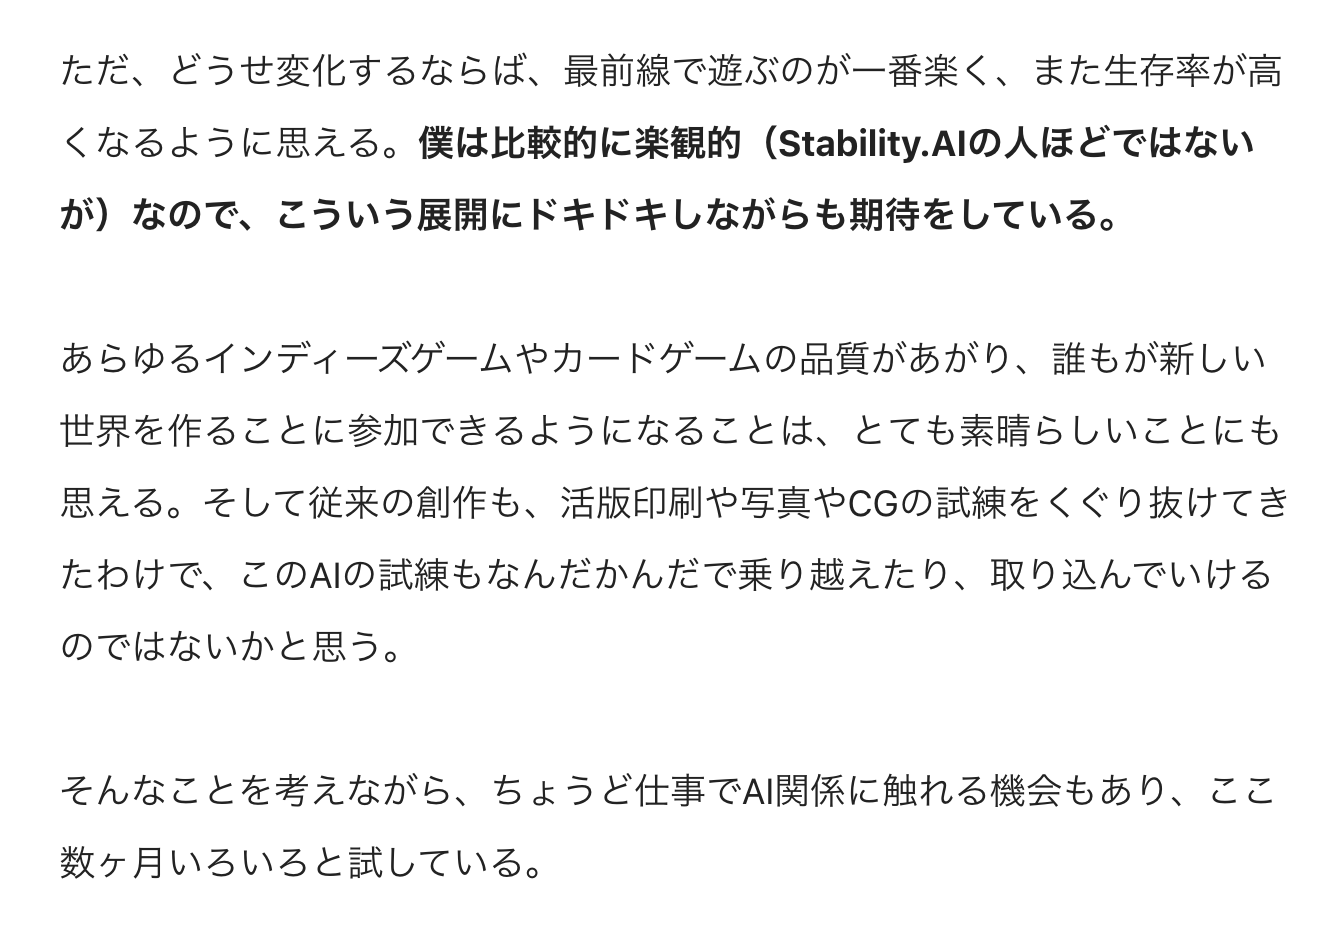 ただ、どうせ変化するならば、最前線で遊ぶのが一番楽く、また生存率が高
くなるように思える。僕は比較的に楽観的（Stability.AIの人ほどではない
が）なので、こういう展開にドキドキしながらも期待をしている。
あらゆるインディーズゲームやカードゲームの品質があがり、誰もが新しい
世界を作ることに参加できるようになることは、とても素晴らしいことにも
思える。そして従来の創作も、活版印刷や写真やCGの試練をくぐり抜けてき
たわけで、このAIの試練もなんだかんだで乗り越えたり、取り込んでいける
のではないかと思う。
そんなことを考えながら、ちょうど仕事でAI関係に触れる機会もあり、ここ
数ヶ月いろいろと試している。